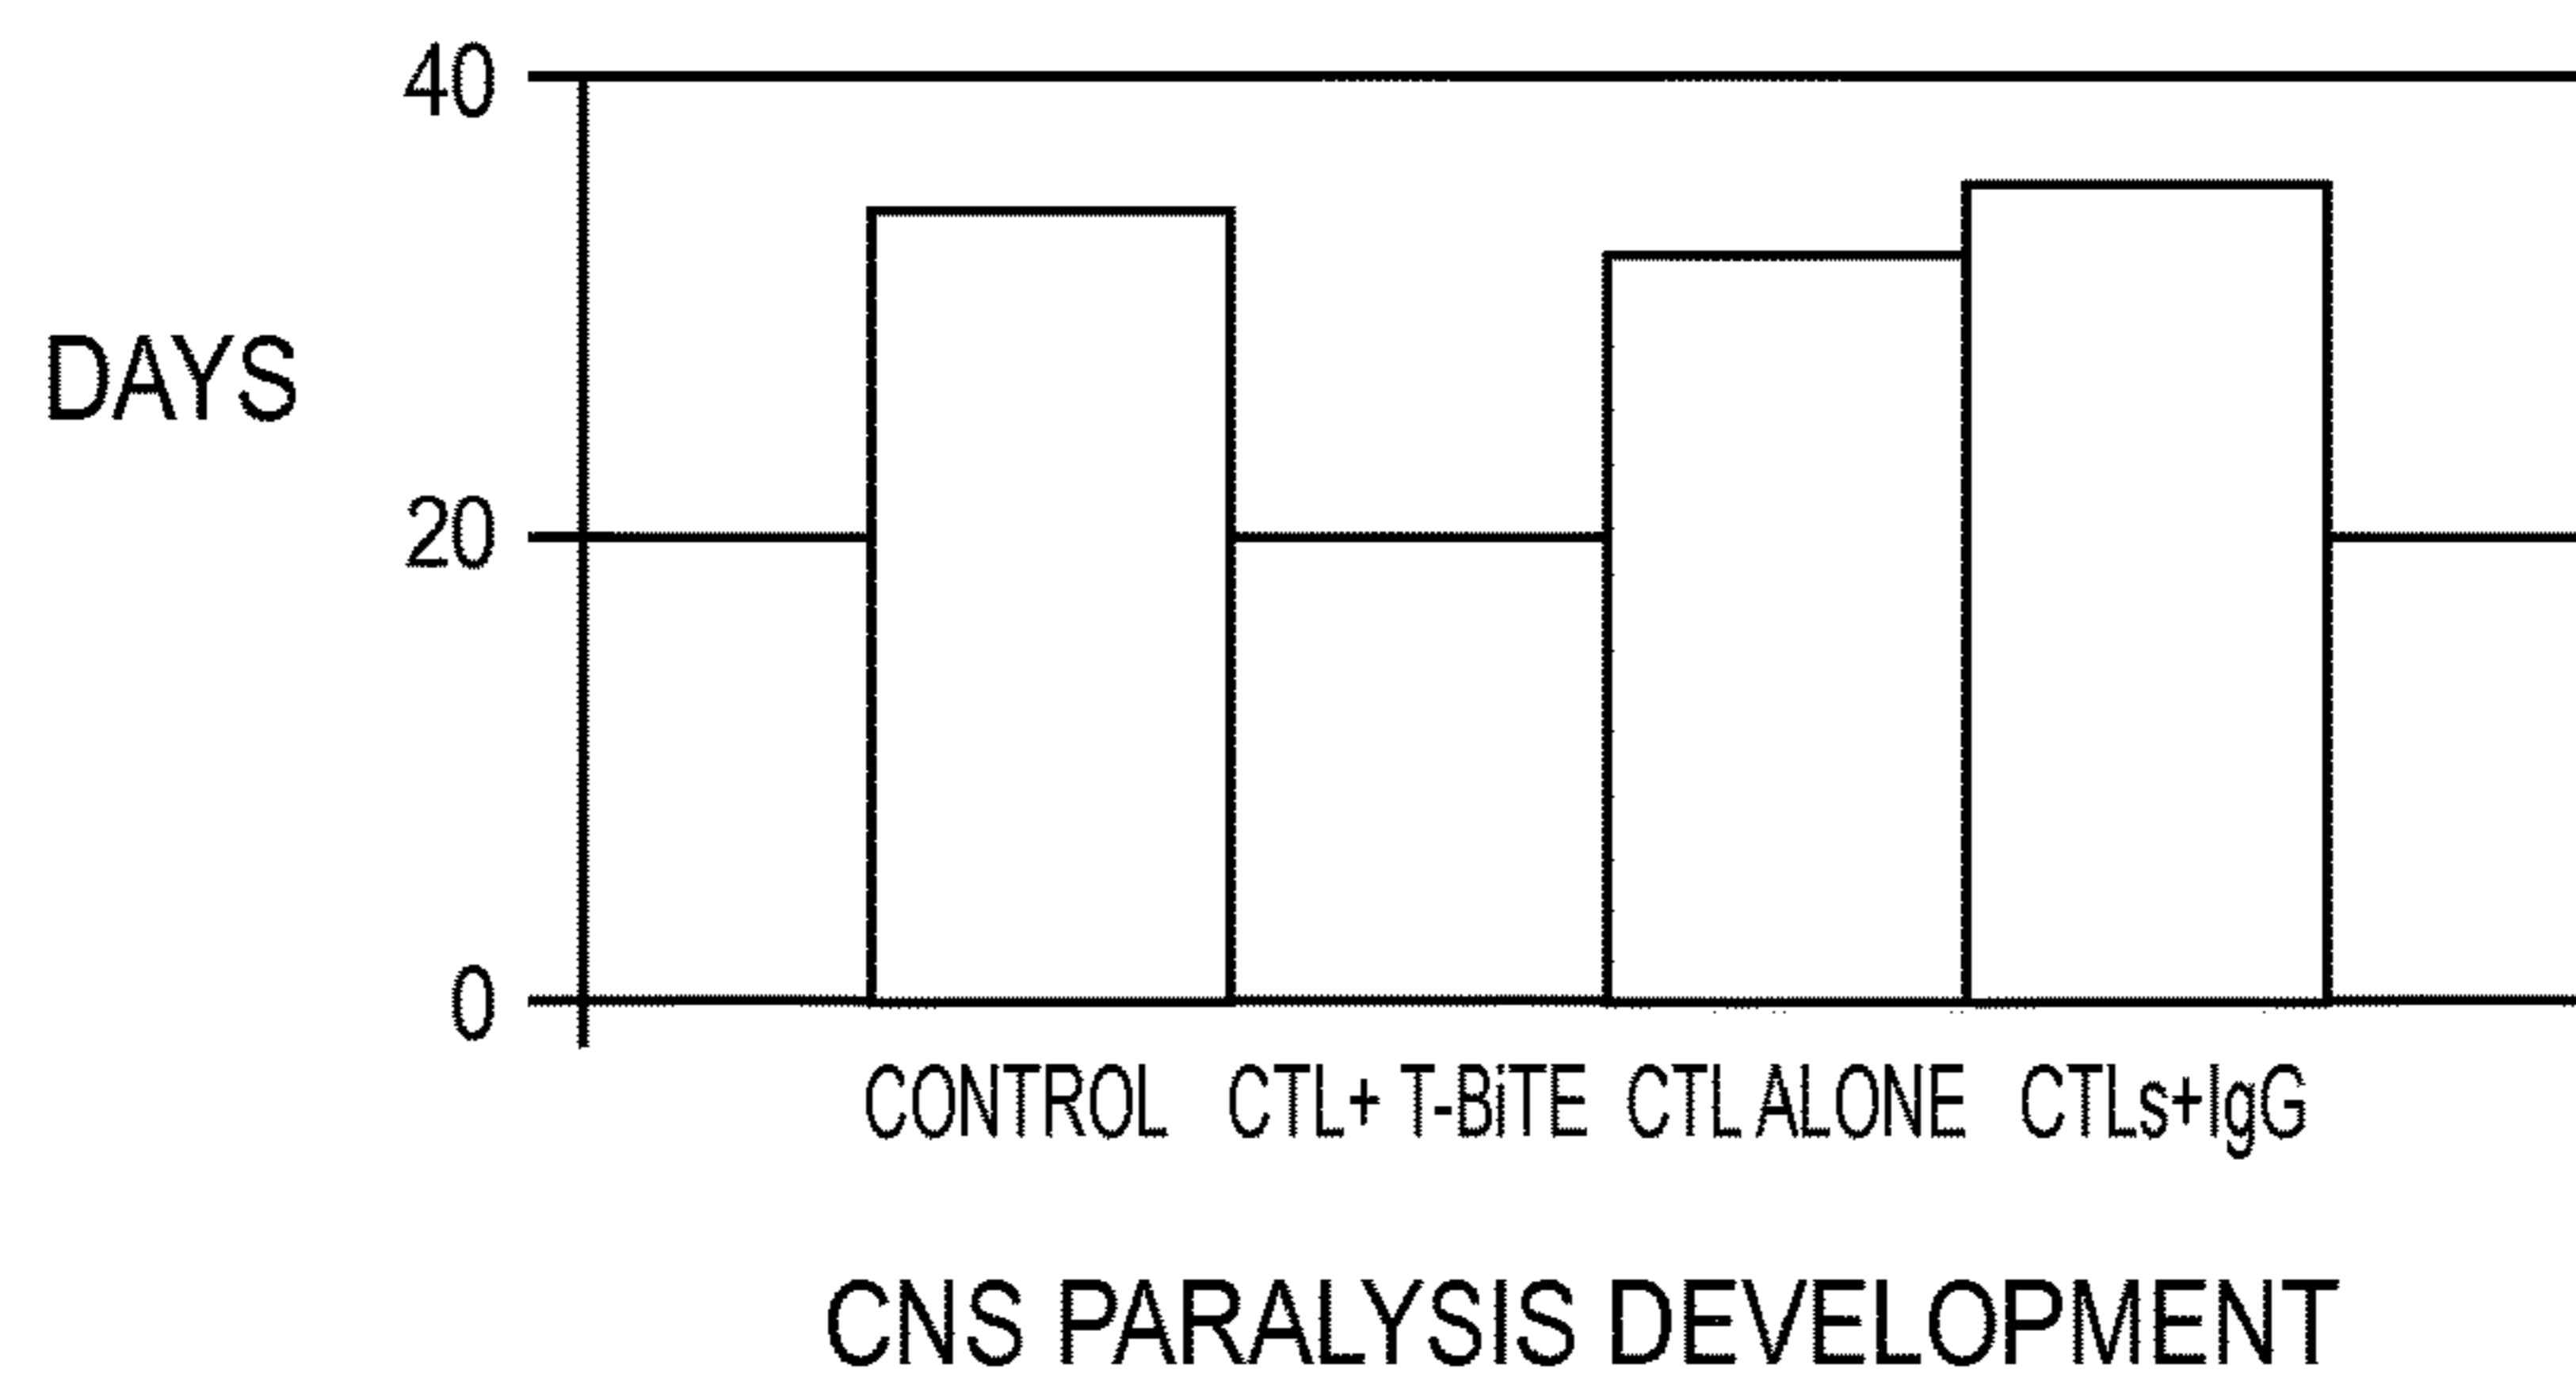 40
DAYS
20
0
CONTROL CTL+ T-BiTE CTL ALONE CTLs+IgG
CNS PARALYSIS DEVELOPMENT